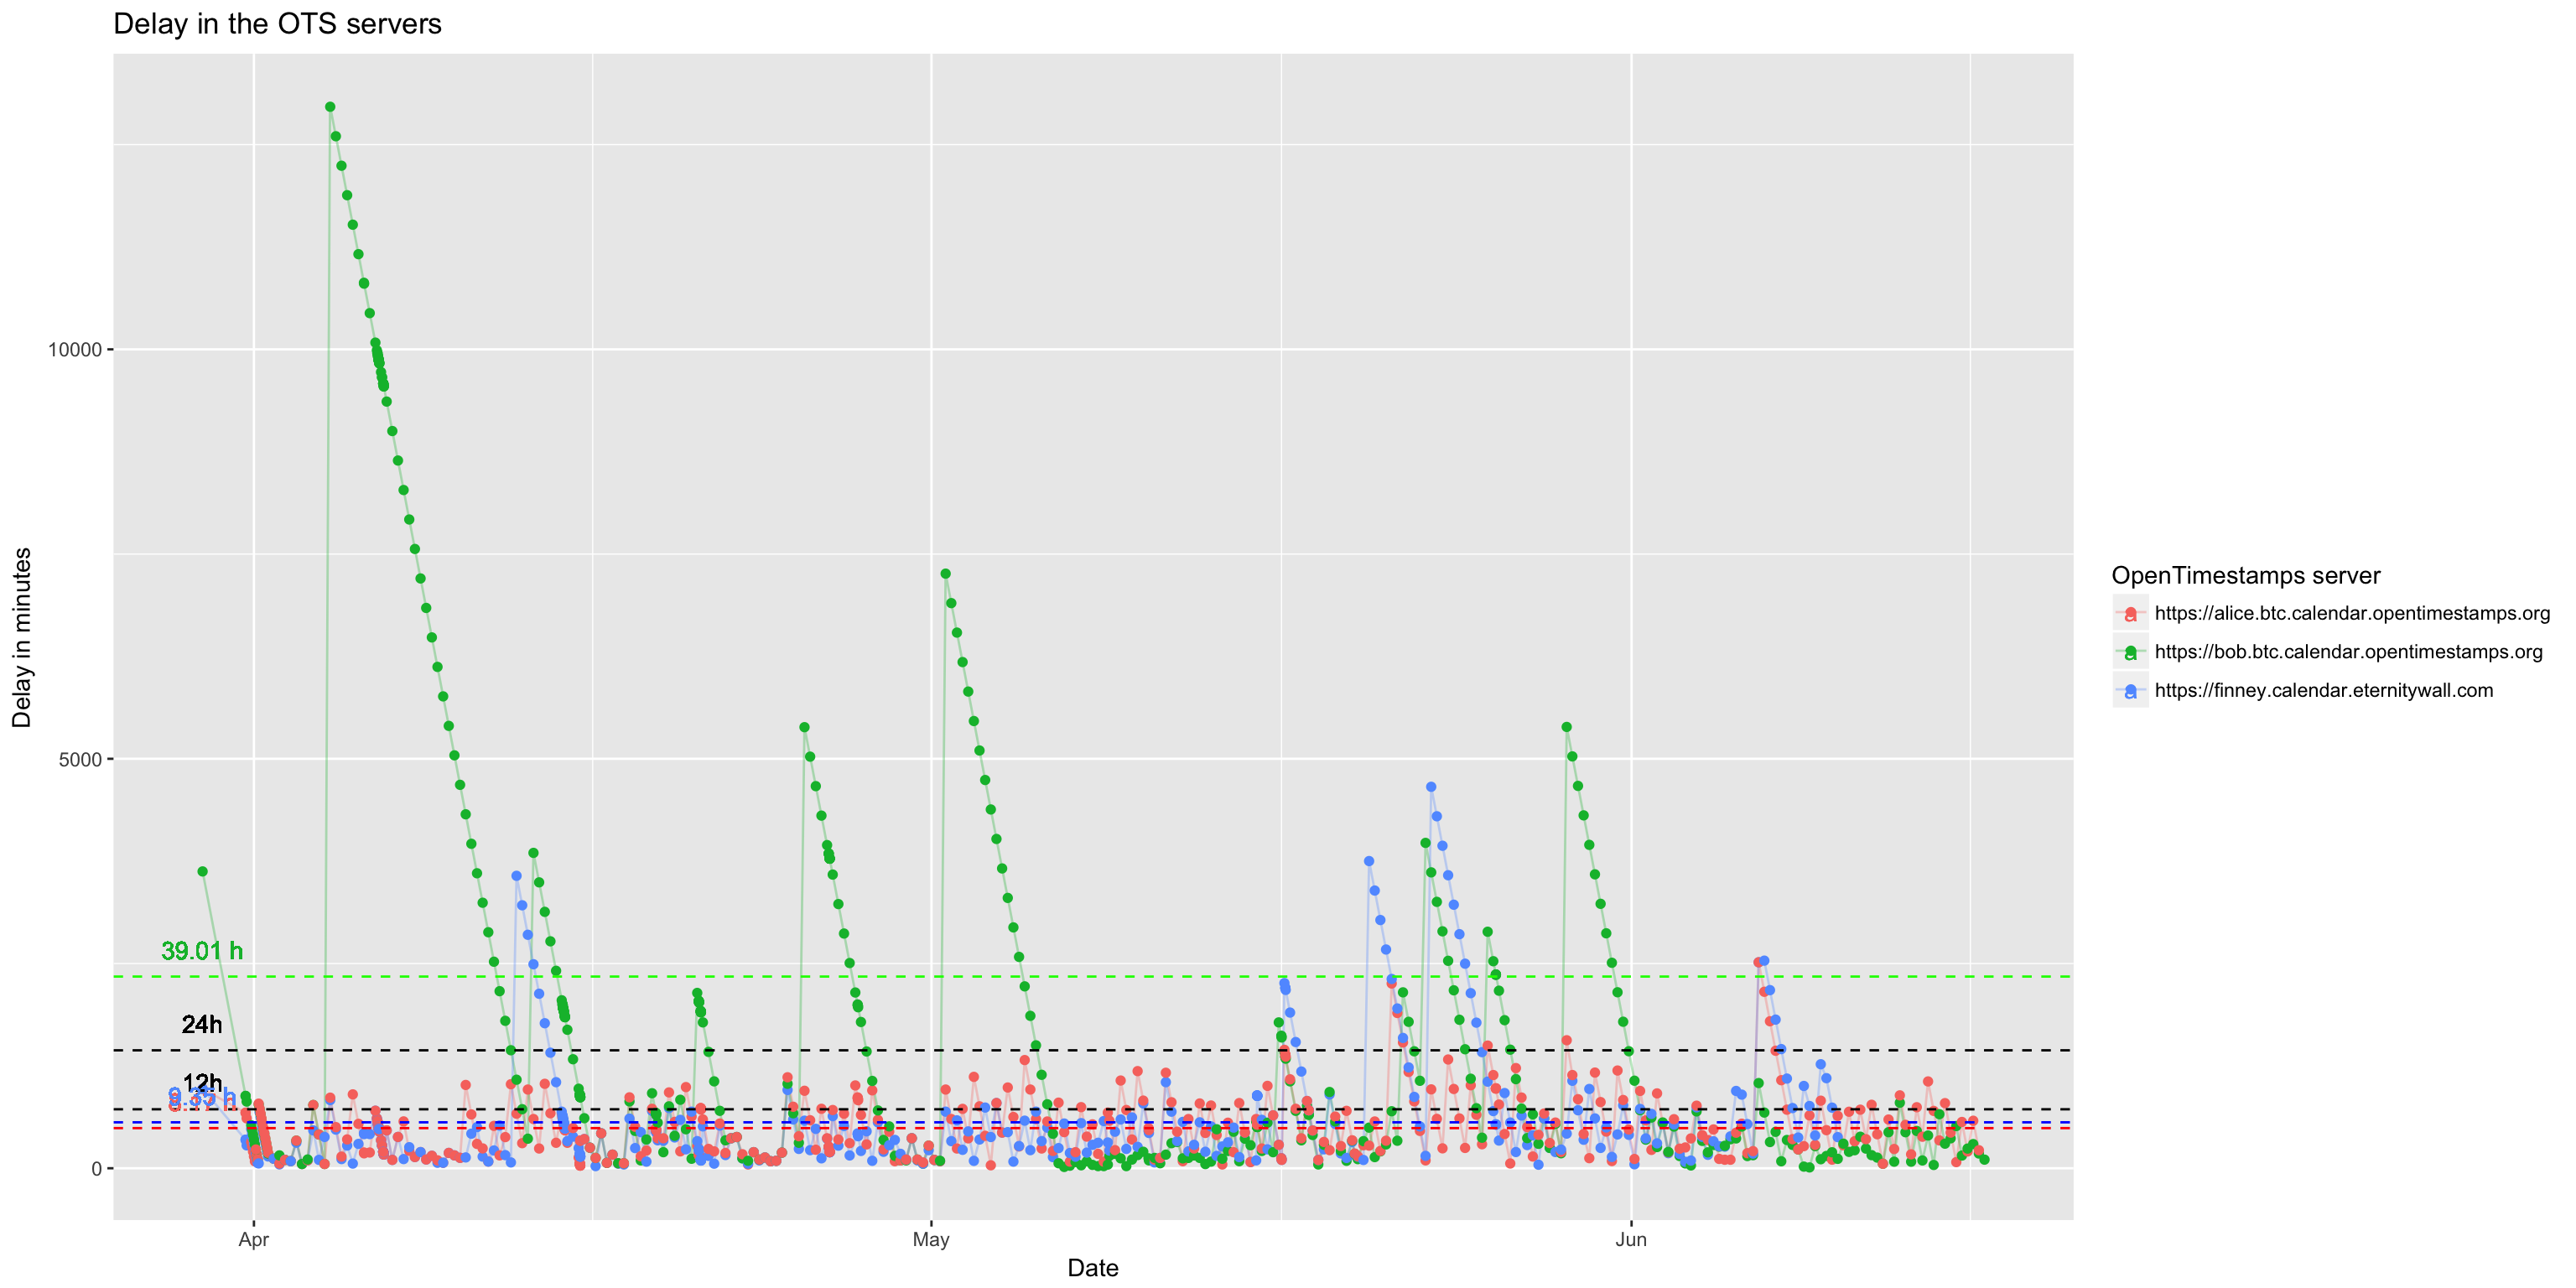 Delay in the OTS servers
Delay in minutes
10000
5000
0
39.01 h
24h
12h
9.35 h
Apr
May
Jun
Date
OpenTimestamps server
https://alice.btc.calendar.opentimestamps.org
https://bob.btc.calendar.opentimestamps.org
https://finney.calendar.eternitywall.com